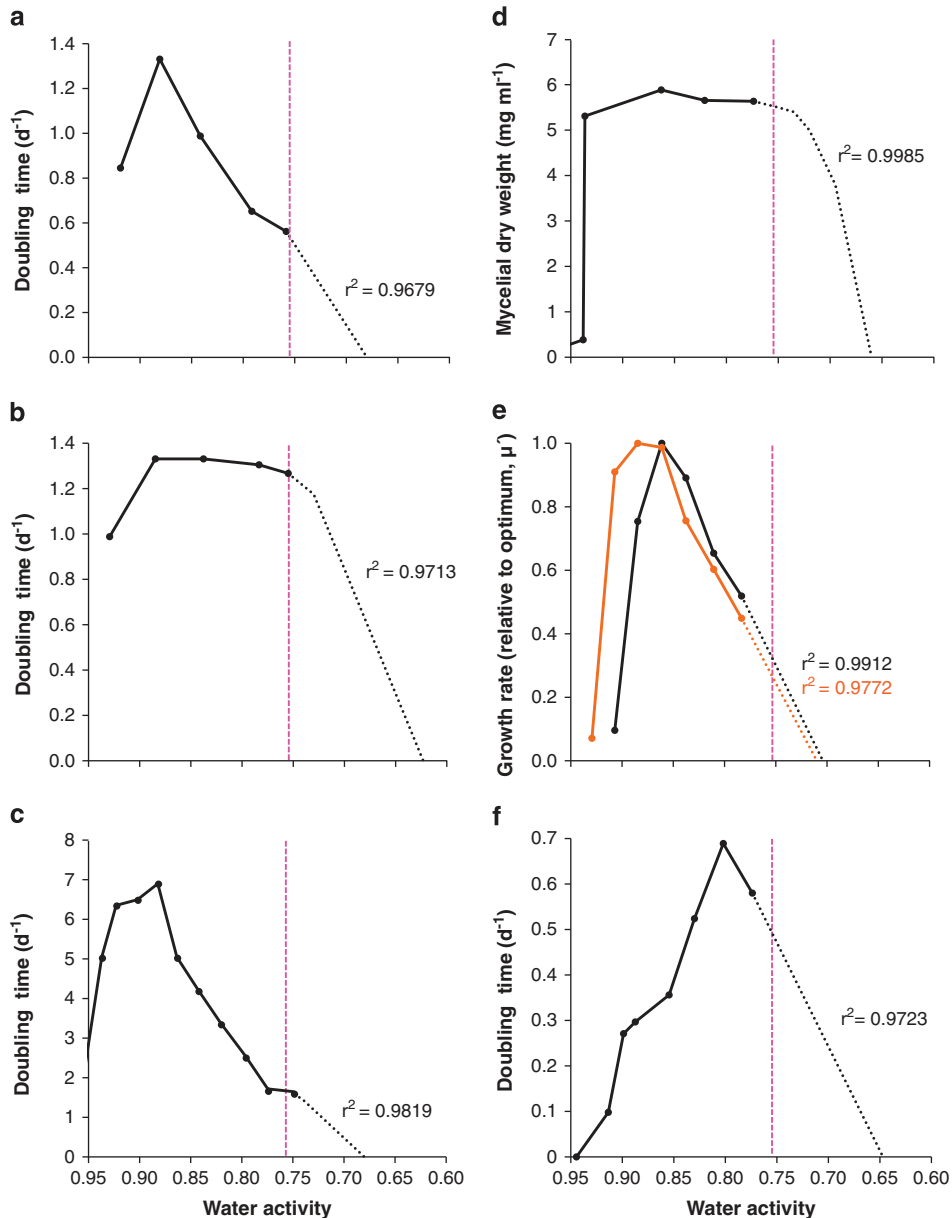 a
1.4
1.2
1.0
0.8
0.6
0.4
0.2
0.0
Doubling time (d⁻¹)
r² = 0.9679
b
1.4
1.2
1.0
0.8
0.6
0.4
0.2
0.0
Doubling time (d⁻¹)
r² = 0.9713
c
8
7
6
5
4
3
2
1
0
Doubling time (d⁻¹)
r² = 0.9819
0.95 0.90 0.85 0.80 0.75 0.70 0.65 0.60
Water activity
d
7
6
5
4
3
2
1
0
Mycelial dry weight (mg ml⁻¹)
r² = 0.9985
e
1.0
0.8
0.6
0.4
0.2
0.0
Growth rate (relative to optimum, μ')
r² = 0.9912
r² = 0.9772
f
0.7
0.6
0.5
0.4
0.3
0.2
0.1
0
Doubling time (d⁻¹)
r² = 0.9723
0.95 0.90 0.85 0.80 0.70 0.65 0.60
Water activity